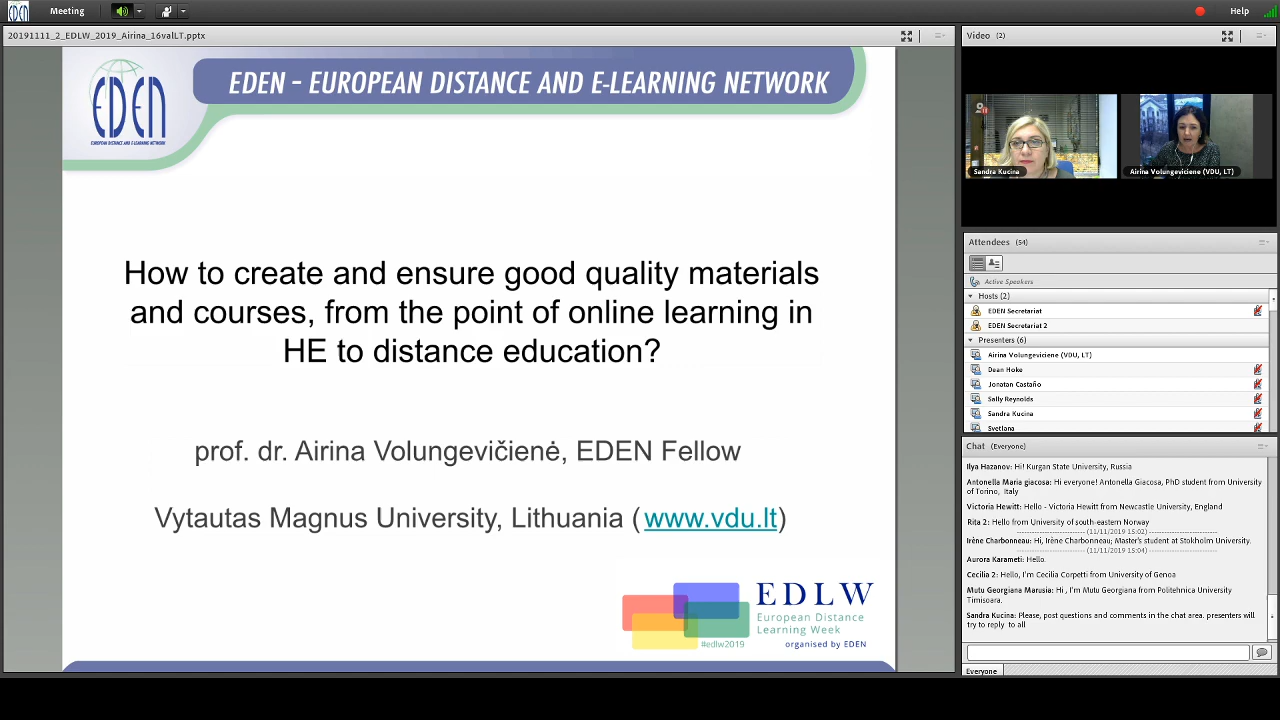 EDEN
Meeting
Help
20191111_2_EDLW_2019_Airina_16valLT.pptx
EDEN
EUROPEAN DISTANCE AND E-LEARNING NETWORK
EDEN – EUROPEAN DISTANCE AND E-LEARNING NETWORK
How to create and ensure good quality materials
and courses, from the point of online learning in
HE to distance education?
prof. dr. Airina Volungevičienė, EDEN Fellow
Vytautas Magnus University, Lithuania (www.vdu.lt)
EDLW
European Distance
Learning Week
#edlw2019
organised by EDEN
Video (2)
Sandra Kucina
Airina Volungeviciene (VDU, LT)
Attendees (54)
Active Speakers
Hosts (2)
EDEN Secretariat
EDEN Secretariat 2
Presenters (6)
Airina Volungeviciene (VDU, LT)
Dean Hoke
Jonatan Castaño
Sally Reynolds
Sandra Kucina
Svetlana
Chat (Everyone)
Ilya Hazanov: Hi! Kurgan State University, Russia
Antonella Maria giacosa: Hi everyone! Antonella Giacosa, PhD student from University
of Torino, Italy
Victoria Hewitt: Hello - Victoria Hewitt from Newcastle University, England
Rita 2: Hello from University of south-eastern Norway
(11/11/2019 15:02)
Irène Charbonneau: Hi, Irène Charbonneau; Master's student at Stokholm University.
(11/11/2019 15:04)
Aurora Karameti: Hello.
Cecilia 2: Hello, I'm Cecilia Corpetti from University of Genoa
Mutu Georgiana Marusia: Hi , I'm Mutu Georgiana from Politehnica University
Timisoara.
Sandra Kucina: Please, post questions and comments in the chat area. presenters will
try to reply to all
Everyone